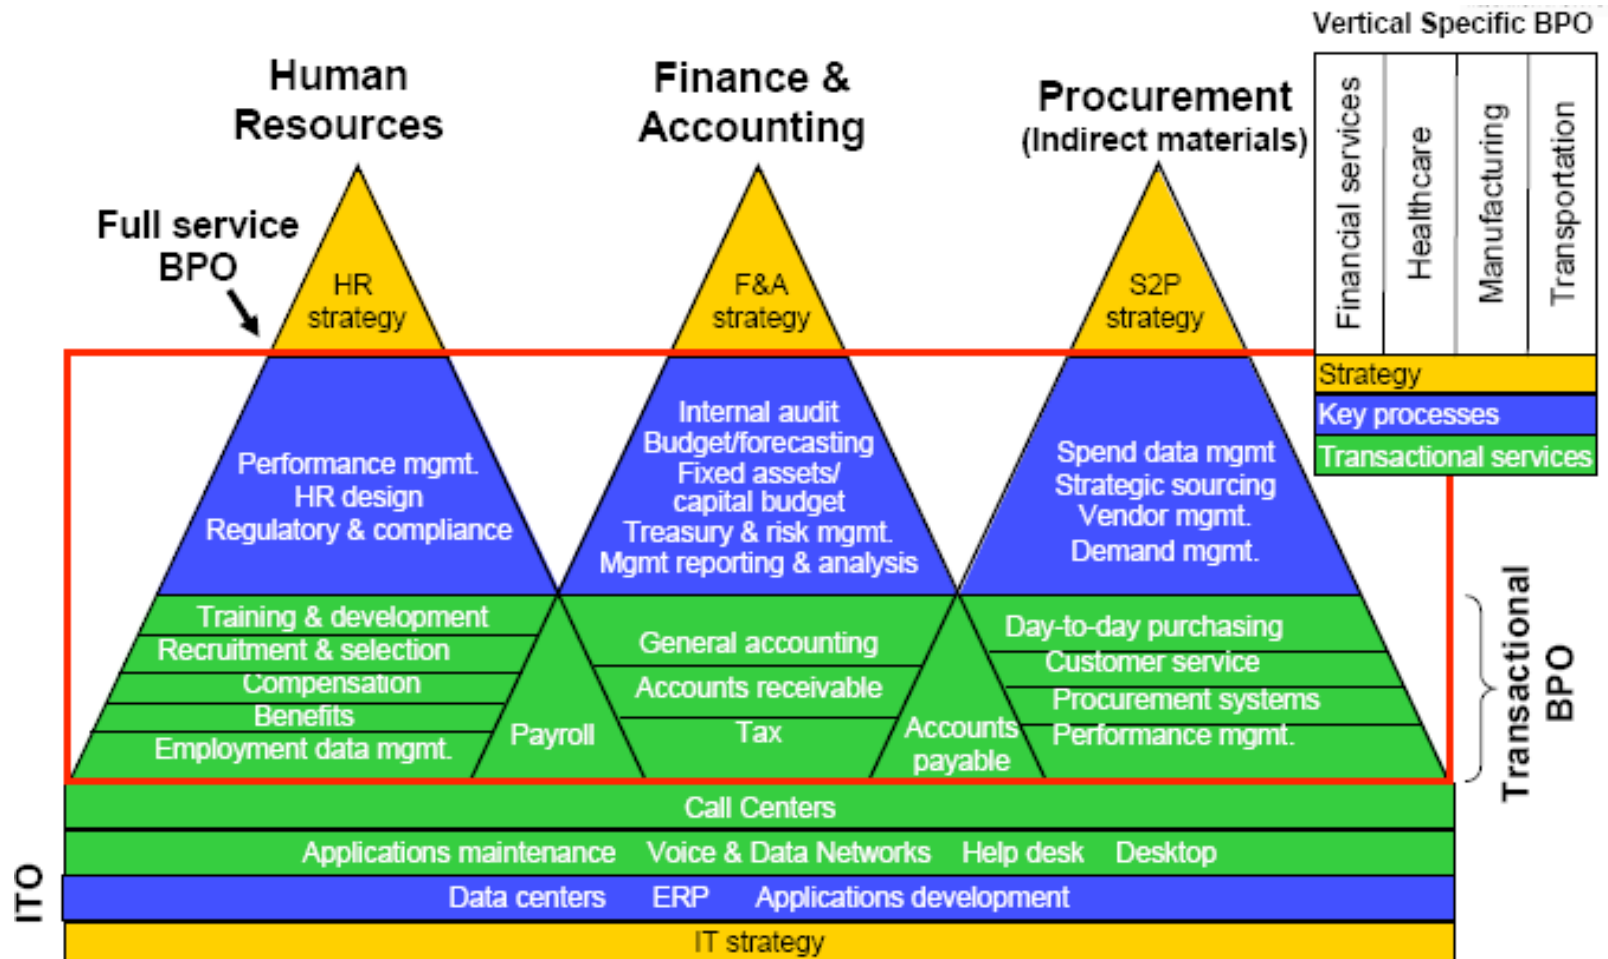 Vertical Specific BPO
Financial services
Healthcare
Manufacturing
Transportation
Strategy
Key processes
Transactional services
Human
Resources
Finance &
Accounting
Procurement
(Indirect materials)
Full service
BPO
HR
strategy
F&A
strategy
S2P
strategy
Performance mgmt.
HR design
Regulatory & compliance
Internal audit
Budget/forecasting
Fixed assets/
capital budget
Treasury & risk mgmt.
Mgmt reporting & analysis
Spend data mgmt
Strategic sourcing
Vendor mgmt.
Demand mgmt.
Training & development
Recruitment & selection
Compensation
Benefits
Employment data mgmt.
Payroll
General accounting
Accounts receivable
Tax
Accounts
payable
Day-to-day purchasing
Customer service
Procurement systems
Performance mgmt.
Transactional
BPO
Call Centers
ITO
Applications maintenance Voice & Data Networks Help desk Desktop
Data centers ERP Applications development
IT strategy